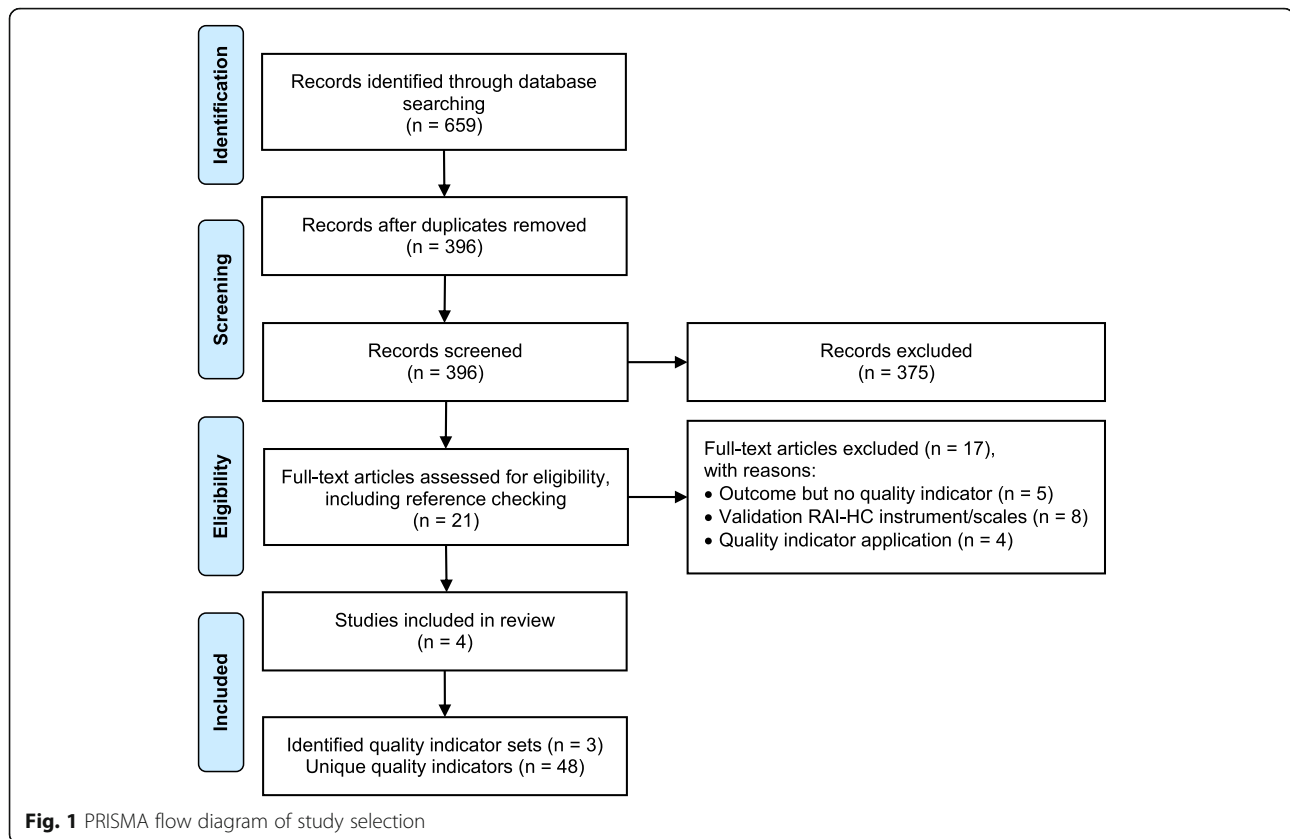 Identification
Records identified through database
searching
(n = 659)
Records after duplicates removed
(n = 396)
Screening
Records screened
(n = 396)
Records excluded
(n = 375)
Eligibility
Full-text articles assessed for eligibility,
including reference checking
(n = 21)
Full-text articles excluded (n = 17),
with reasons:
• Outcome but no quality indicator (n = 5)
• Validation RAI-HC instrument/scales (n = 8)
• Quality indicator application (n = 4)
Included
Studies included in review
(n = 4)
Identified quality indicator sets (n = 3)
Unique quality indicators (n = 48)
Fig. 1 PRISMA flow diagram of study selection